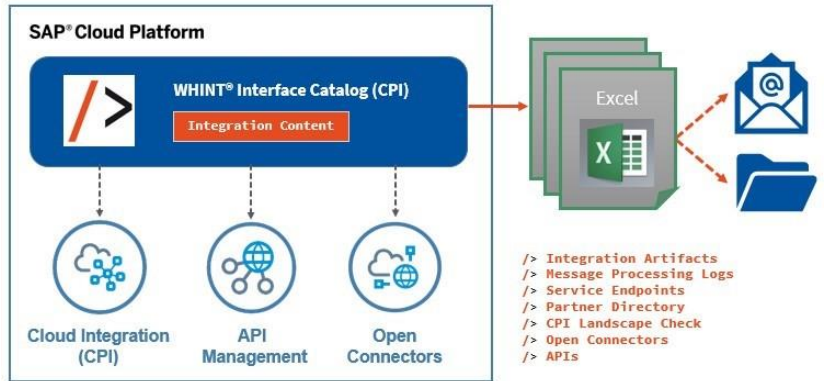 SAP® Cloud Platform
/>
WHINT® Interface Catalog (CPI)
Integration Content
Cloud Integration
(CPI)
API
Management
Open
Connectors
Excel
X
@
/> Integration Artifacts
/> Message Processing Logs
/> Service Endpoints
/> Partner Directory
/> CPI Landscape Check
/> Open Connectors
/> APIs